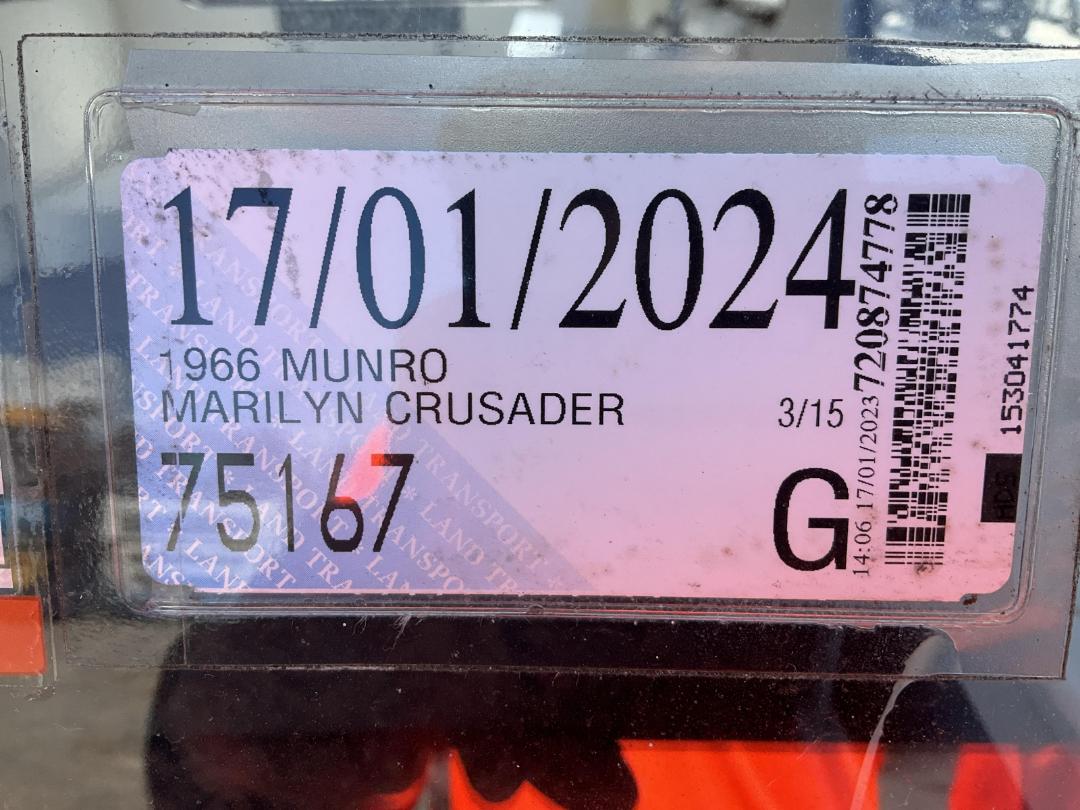 17/01/2024
1966 MUNRO
MARILYN CRUSADER
3/15
75167
G
14:06 17/01/2023 720874778
153041774
LAND TRANSPORT